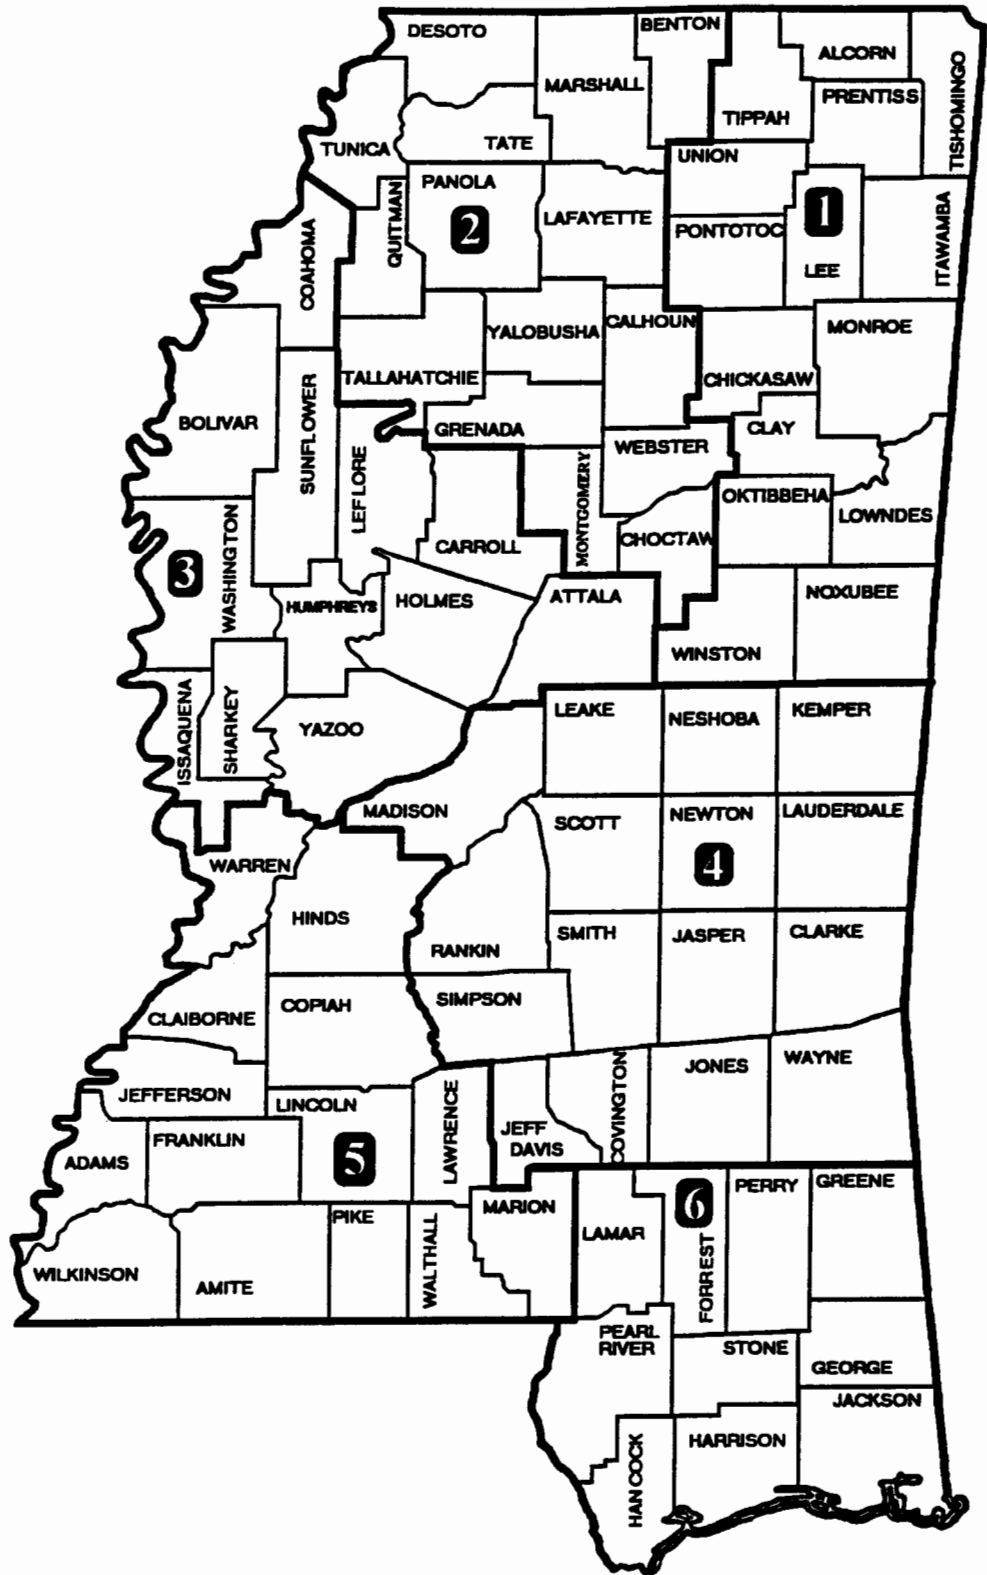 DESOTO
BENTON
ALCORN
MARSHALL
TISHOMINGO
PRENTISS
TIPPAH
TUNICA
TATE
UNION
PANOLA
QUITMAN
2
LAFAYETTE
1
PONTOTOC
ITAWAMBA
COAHOMA
LEE
YALOBUSHA
CALHOUN
MONROE
TALLAHATCHIE
CHICKASAW
BOLIVAR
SUNFLOWER
GRENADA
CLAY
WEBSTER
LEFLORE
MONTGOMERY
OKTIBBEHA
LOWNDES
WASHINGTON
CARROLL
CHOCTAW
3
HUMPHREYS
HOLMES
ATTALA
NOXUBEE
WINSTON
ISSAQUENA
SHARKEY
YAZOO
LEAKE
NESHOBA
KEMPER
MADISON
SCOTT
NEWTON
LAUDERDALE
WARREN
4
HINDS
RANKIN
SMITH
JASPER
CLARKE
CLAIBORNE
COPIAH
SIMPSON
JEFFERSON
LINCOLN
LAWRENCE
COVINGTON
JONES
WAYNE
ADAMS
FRANKLIN
5
JEFF
DAVIS
6
PERRY
GREENE
WILKINSON
AMITE
PIKE
WALTHALL
MARION
LAMAR
FORREST
PEARL
RIVER
STONE
GEORGE
JACKSON
HANCOCK
HARRISON